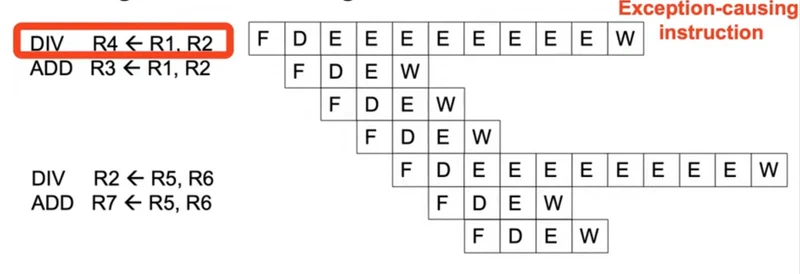 Exception-causing
instruction
DIV R4 ← R1, R2 F D E E E E E E E E W
ADD R3 ← R1, R2 F D E W
F D E W
F D E W
DIV R2 ← R5, R6 F D E E E E E E E E W
ADD R7 ← R5, R6 F D E W
F D E W